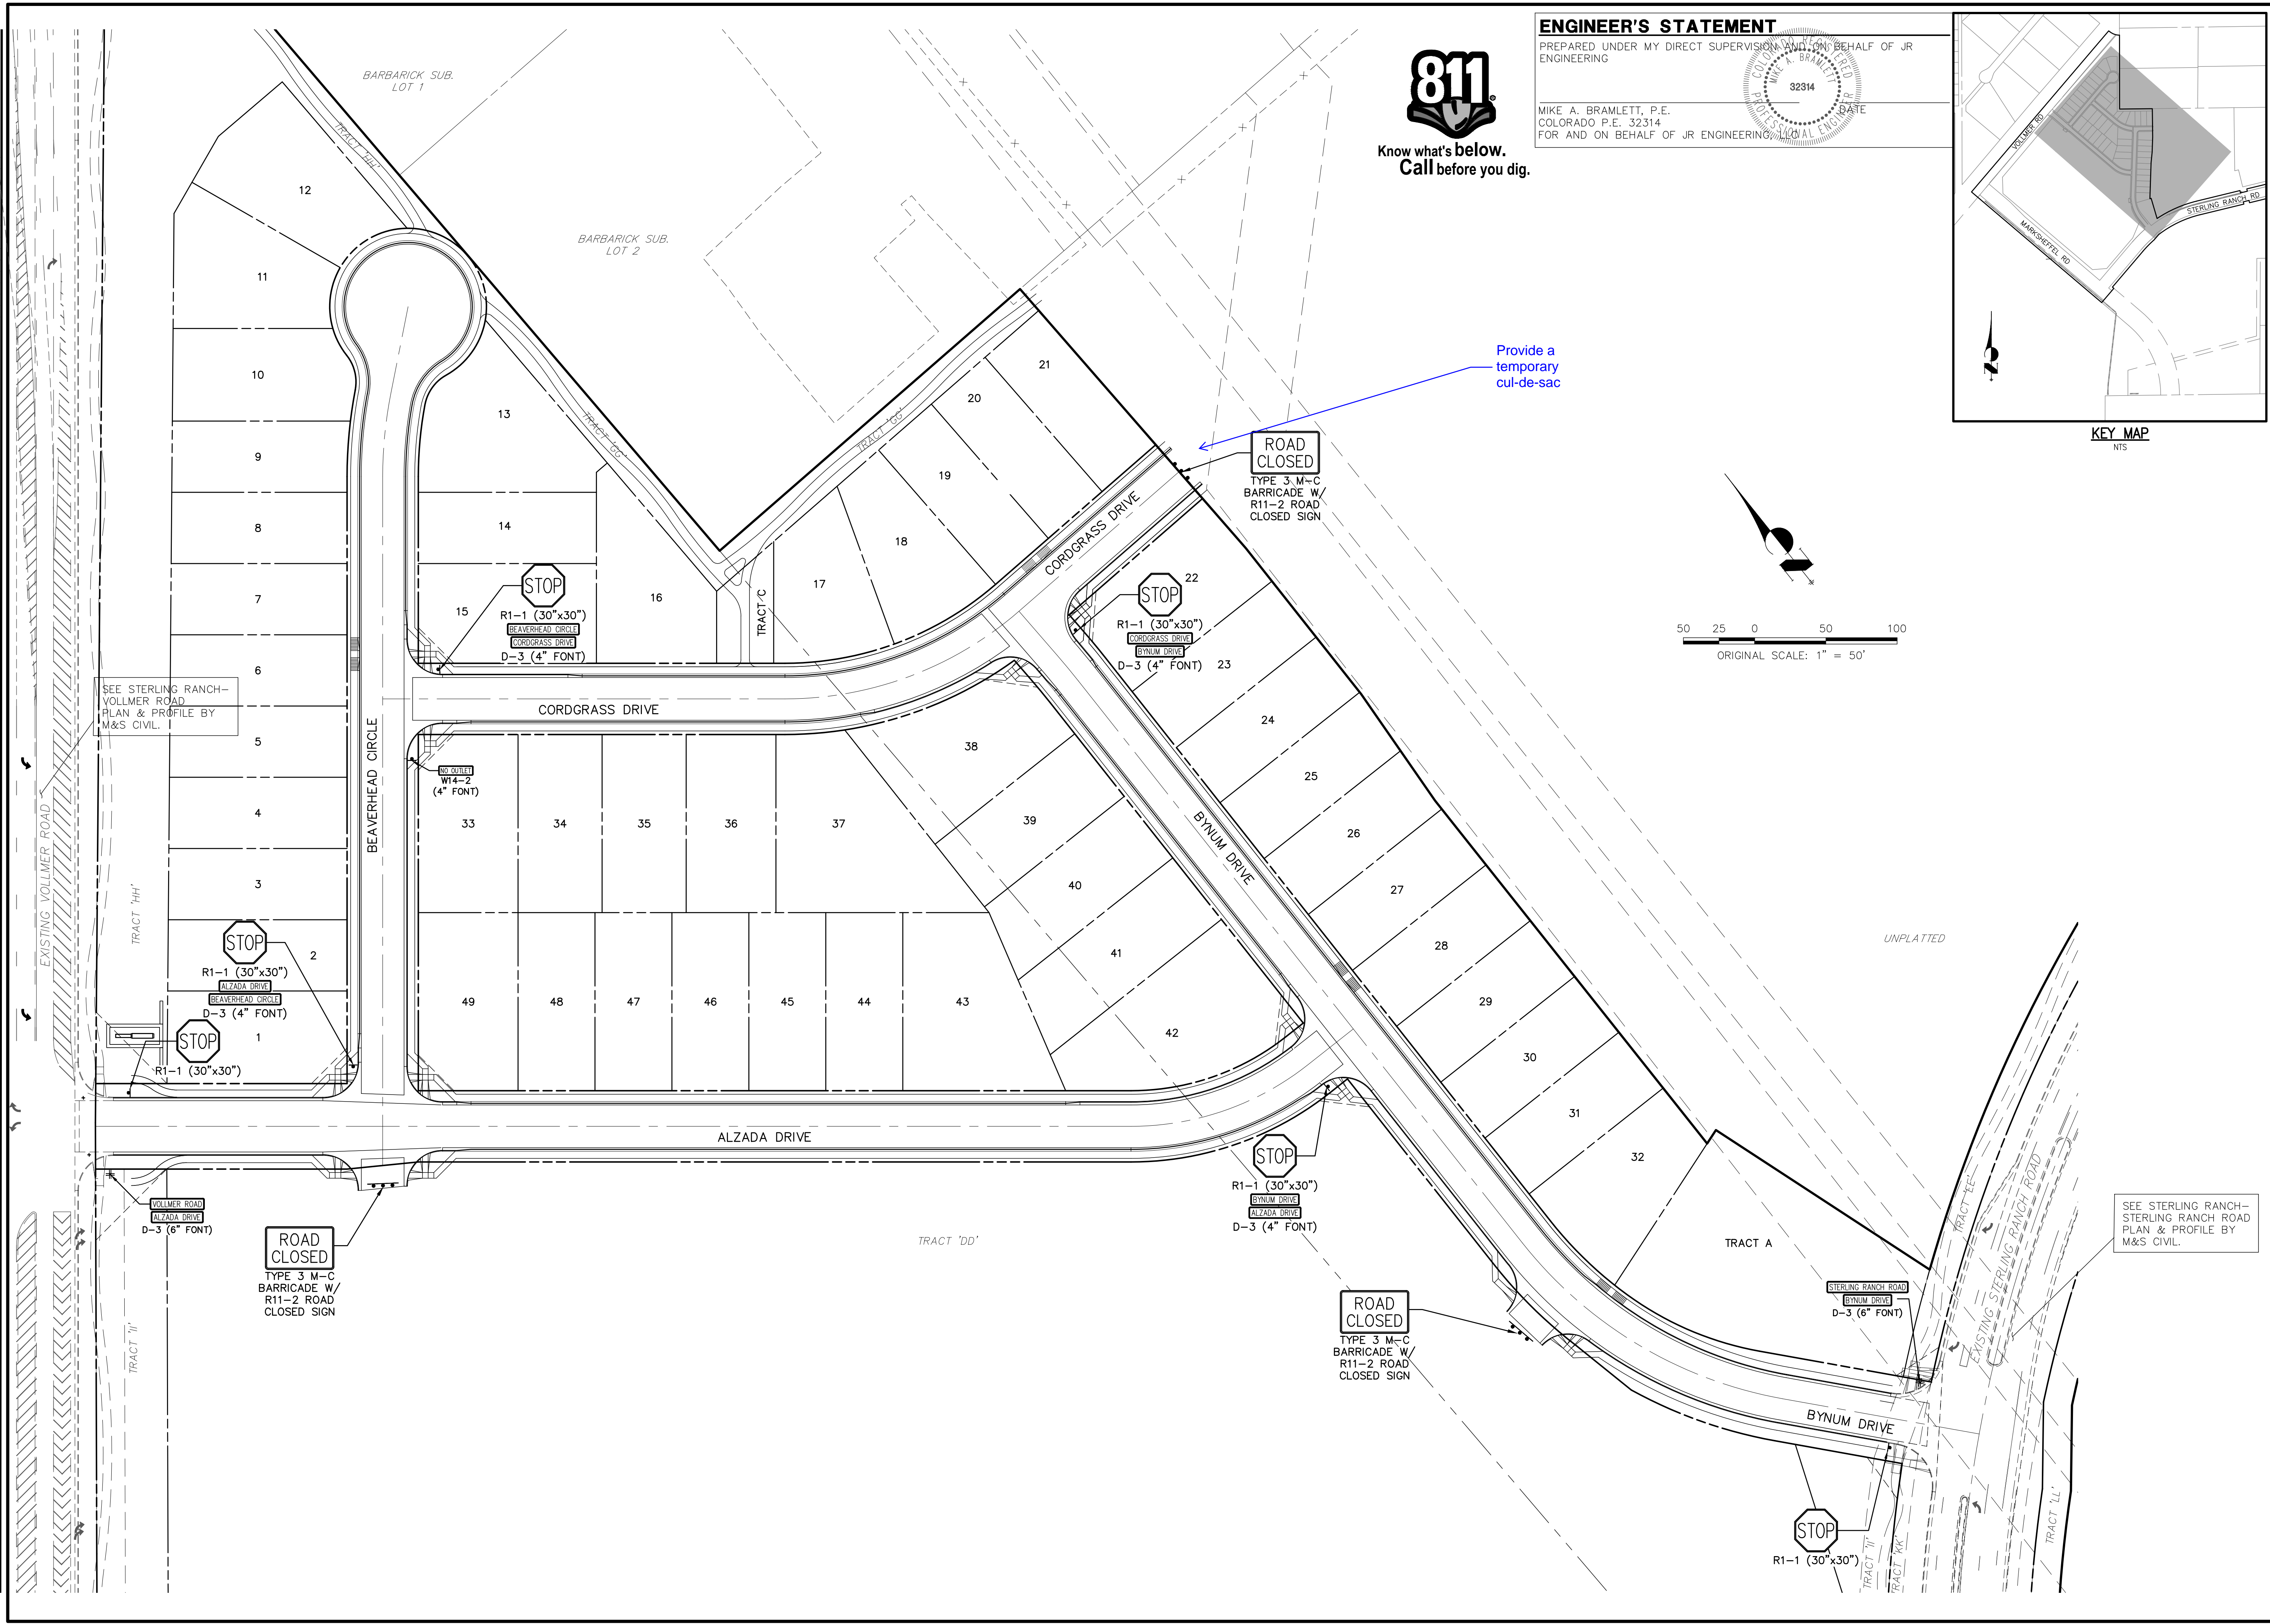 ENGINEER'S STATEMENT
PREPARED UNDER MY DIRECT SUPERVISION AND ON BEHALF OF JR
ENGINEERING
MIKE A. BRAMLETT, P.E.
DATE
COLORADO P.E. 32314
FOR AND ON BEHALF OF JR ENGINEERING, LLC
COLORADO REGISTERED
MIKE A. BRAMLETT
32314
PROFESSIONAL ENGINEER
811
Know what's below.
Call before you dig.
VOLLMER RD
MARKSHEFFEL RD
STERLING RANCH RD
KEY MAP
NTS
50 25 0 50 100
ORIGINAL SCALE: 1" = 50'
Provide a
temporary
cul-de-sac
BARBARICK SUB.
LOT 1
BARBARICK SUB.
LOT 2
TRACT 'HH'
TRACT 'GG'
TRACT 'GG'
TRACT C
12
11
10
9
8
7
6
5
4
3
2
1
13
14
15
16
17
18
19
20
21
22
23
24
25
26
27
28
29
30
31
32
33
34
35
36
37
38
39
40
41
42
43
44
45
46
47
48
49
ROAD
CLOSED
TYPE 3 M-C
BARRICADE W/
R11-2 ROAD
CLOSED SIGN
STOP
R1-1 (30"x30")
BEAVERHEAD CIRCLE
CORDGRASS DRIVE
D-3 (4" FONT)
STOP
R1-1 (30"x30")
CORDGRASS DRIVE
BYNUM DRIVE
D-3 (4" FONT)
CORDGRASS DRIVE
CORDGRASS DRIVE
BEAVERHEAD CIRCLE
BYNUM DRIVE
SEE STERLING RANCH-
VOLLMER ROAD
PLAN & PROFILE BY
M&S CIVIL.
NO OUTLET
W14-2
(4" FONT)
EXISTING VOLLMER ROAD
TRACT 'HH'
STOP
R1-1 (30"x30")
ALZADA DRIVE
BEAVERHEAD CIRCLE
D-3 (4" FONT)
STOP
R1-1 (30"x30")
ALZADA DRIVE
VOLLMER ROAD
ALZADA DRIVE
D-3 (6" FONT)
ROAD
CLOSED
TYPE 3 M-C
BARRICADE W/
R11-2 ROAD
CLOSED SIGN
TRACT 'II'
TRACT 'DD'
STOP
R1-1 (30"x30")
BYNUM DRIVE
ALZADA DRIVE
D-3 (4" FONT)
ROAD
CLOSED
TYPE 3 M-C
BARRICADE W/
R11-2 ROAD
CLOSED SIGN
UNPLATTED
TRACT A
TRACT 'EE'
EXISTING STERLING RANCH ROAD
STERLING RANCH ROAD
BYNUM DRIVE
D-3 (6" FONT)
SEE STERLING RANCH-
STERLING RANCH ROAD
PLAN & PROFILE BY
M&S CIVIL.
BYNUM DRIVE
STOP
R1-1 (30"x30")
TRACT 'II'
TRACT 'KK'
TRACT 'LL'